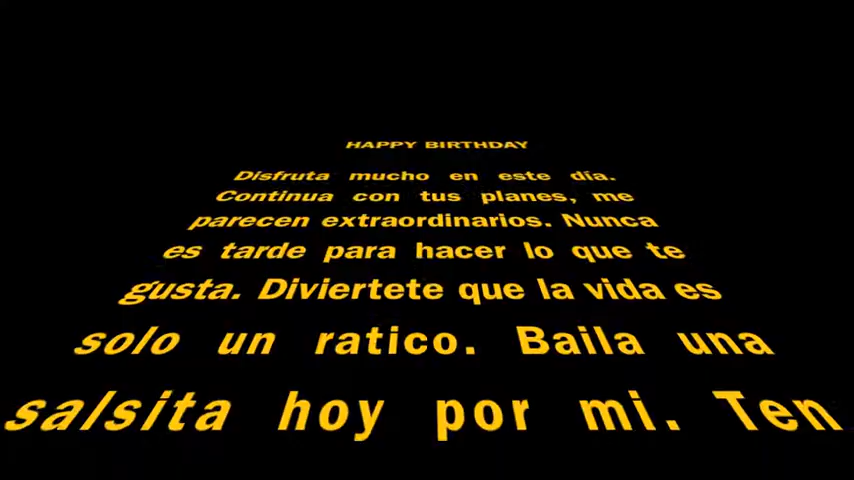 HAPPY BIRTHDAY
Disfruta mucho en este día.
Continua con tus planes, me
parecen extraordinarios. Nunca
es tarde para hacer lo que te
gusta. Diviertete que la vida es
solo un ratico. Baila una
salsita hoy por mi. Ten